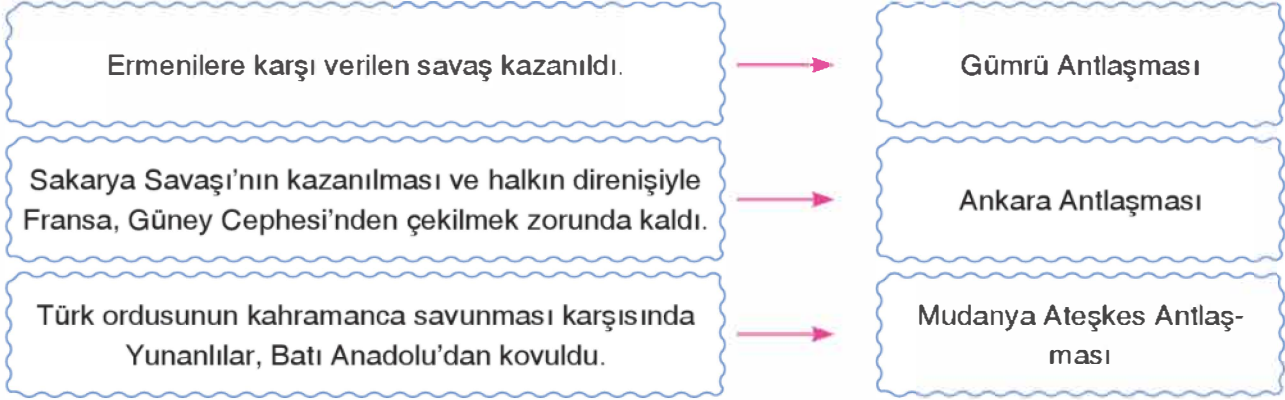 Ermenilere karşı verilen savaş kazanıldı.
Gümrü Antlaşması
Sakarya Savaşı'nın kazanılması ve halkın direnişiyle
Fransa, Güney Cephesi'nden çekilmek zorunda kaldı.
Ankara Antlaşması
Türk ordusunun kahramanca savunması karşısında
Yunanlılar, Batı Anadolu'dan kovuldu.
Mudanya Ateşkes Antlaş-
ması